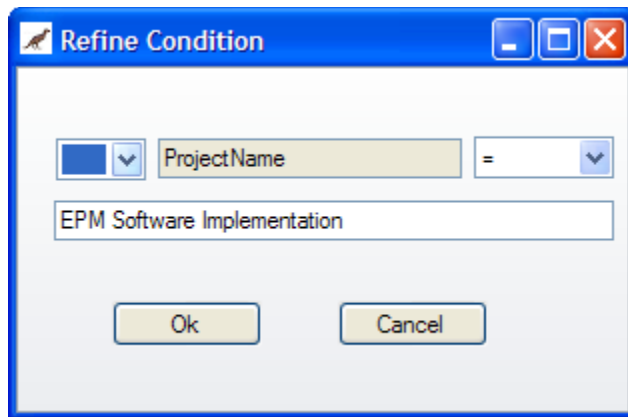 Refine Condition
ProjectName =
EPM Software Implementation
Ok Cancel